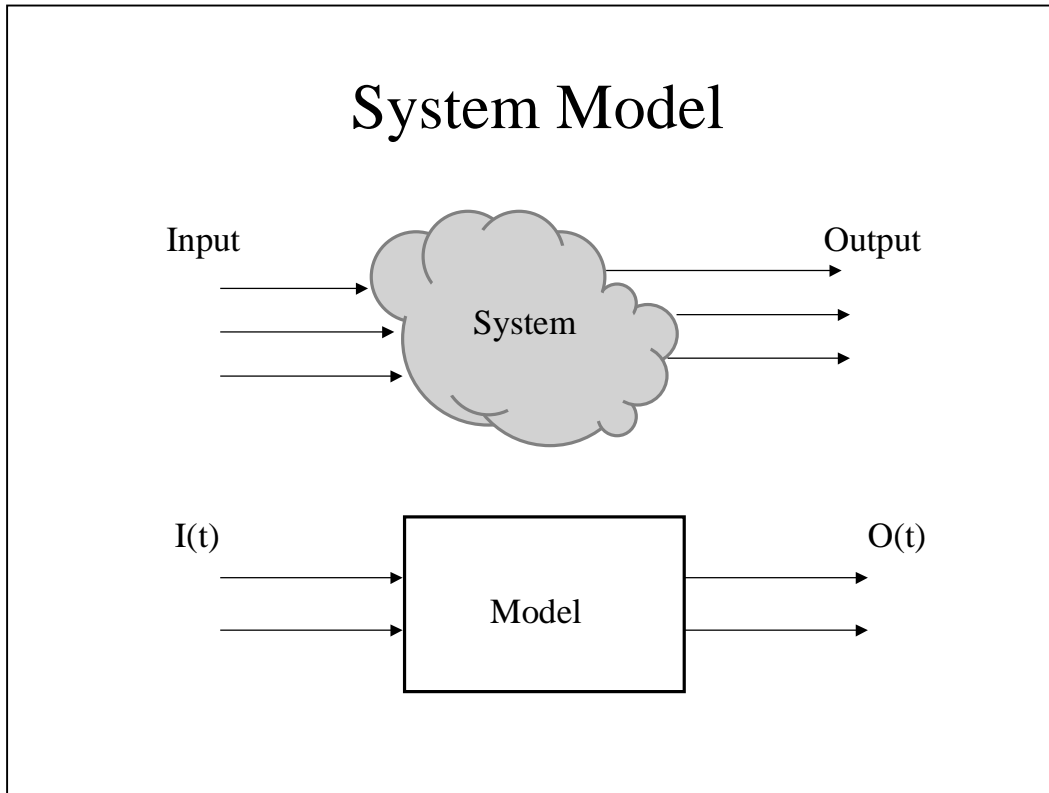 System Model
Input
Output
System
I(t)
O(t)
Model